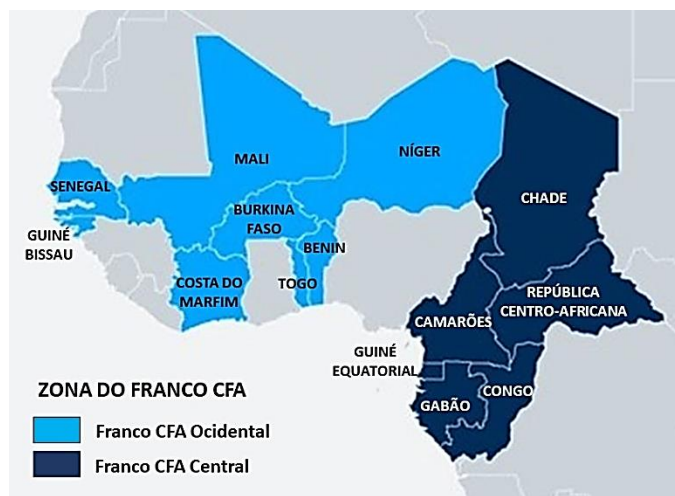 MALI
NÍGER
SENEGAL
CHADE
BURKINA
FASO
GUINÉ
BISSAU
BENIN
COSTA DO
MARFIM
TOGO
REPÚBLICA
CENTRO-AFRICANA
CAMARÕES
GUINÉ
EQUATORIAL
GABÃO
CONGO
ZONA DO FRANCO CFA
Franco CFA Ocidental
Franco CFA Central